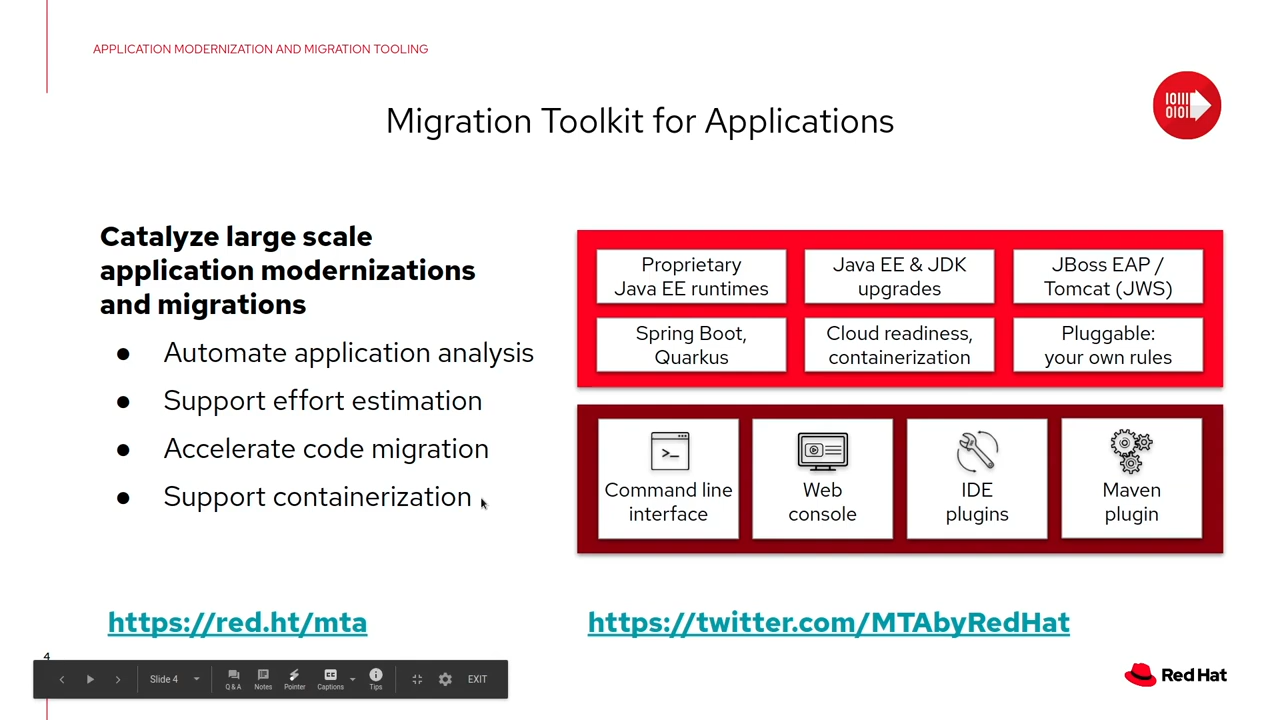 APPLICATION MODERNIZATION AND MIGRATION TOOLING
IOIII
OIOI
Migration Toolkit for Applications
Catalyze large scale
application modernizations
and migrations
● Automate application analysis
● Support effort estimation
● Accelerate code migration
● Support containerization
Proprietary
Java EE runtimes
Java EE & JDK
upgrades
JBoss EAP /
Tomcat (JWS)
Spring Boot,
Quarkus
Cloud readiness,
containerization
Pluggable:
your own rules
>_
Command line
interface
Web
console
IDE
plugins
Maven
plugin
https://red.ht/mta
https://twitter.com/MTAbyRedHat
4
Slide 4
Q & A
Notes
Pointer
CC
Captions
Tips
EXIT
Red Hat